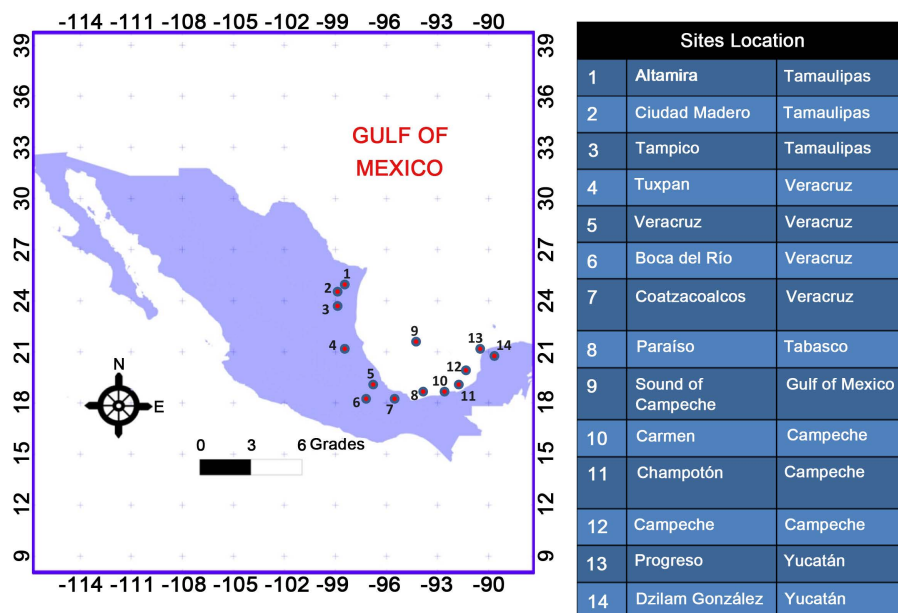 -114 -111 -108 -105 -102 -99 -96 -93 -90
39
36
33
30
27
24
21
18
15
12
9
GULF OF
MEXICO
1
2
3
4
5
6
7
8
9
10
11
12
13
14
N
E
0 3 6 Grades
39
36
33
30
27
24
21
18
15
12
9
-114 -111 -108 -105 -102 -99 -96 -93 -90
Sites Location
1 Altamira Tamaulipas
2 Ciudad Madero Tamaulipas
3 Tampico Tamaulipas
4 Tuxpan Veracruz
5 Veracruz Veracruz
6 Boca del Río Veracruz
7 Coatzacoalcos Veracruz
8 Paraíso Tabasco
9 Sound of Gulf of Mexico
Campeche
10 Carmen Campeche
11 Champotón Campeche
12 Campeche Campeche
13 Progreso Yucatán
14 Dzilam González Yucatán